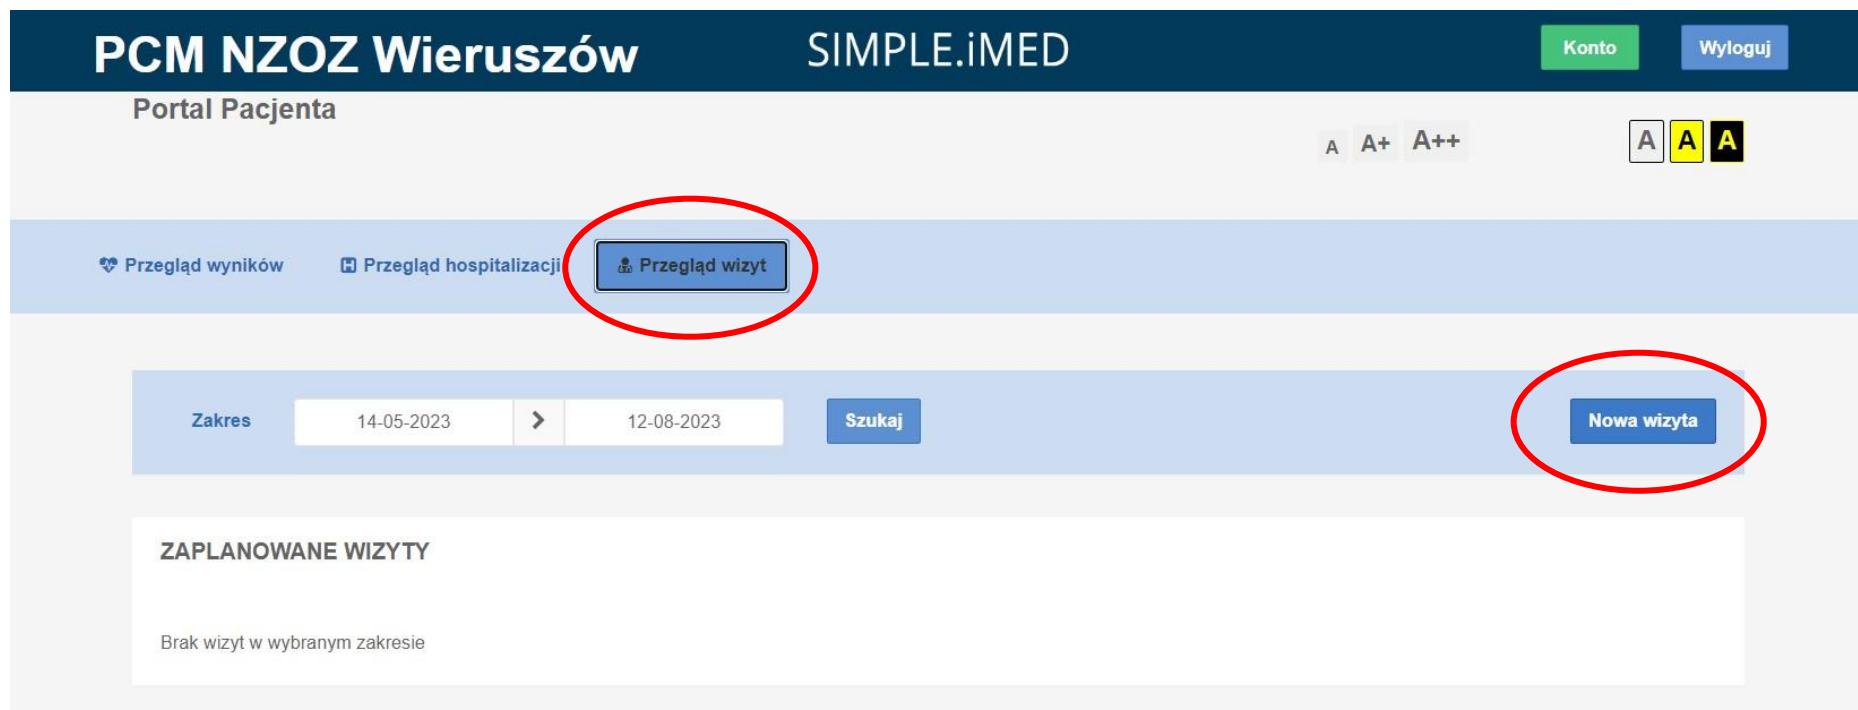 PCM NZOZ Wieruszów SIMPLE.iMED Konto Wyloguj
Portal Pacjenta
A A+ A++ A A A
Przegląd wyników Przegląd hospitalizacji Przegląd wizyt
Zakres 14-05-2023 12-08-2023 Szukaj Nowa wizyta
ZAPLANOWANE WIZYTY
Brak wizyt w wybranym zakresie